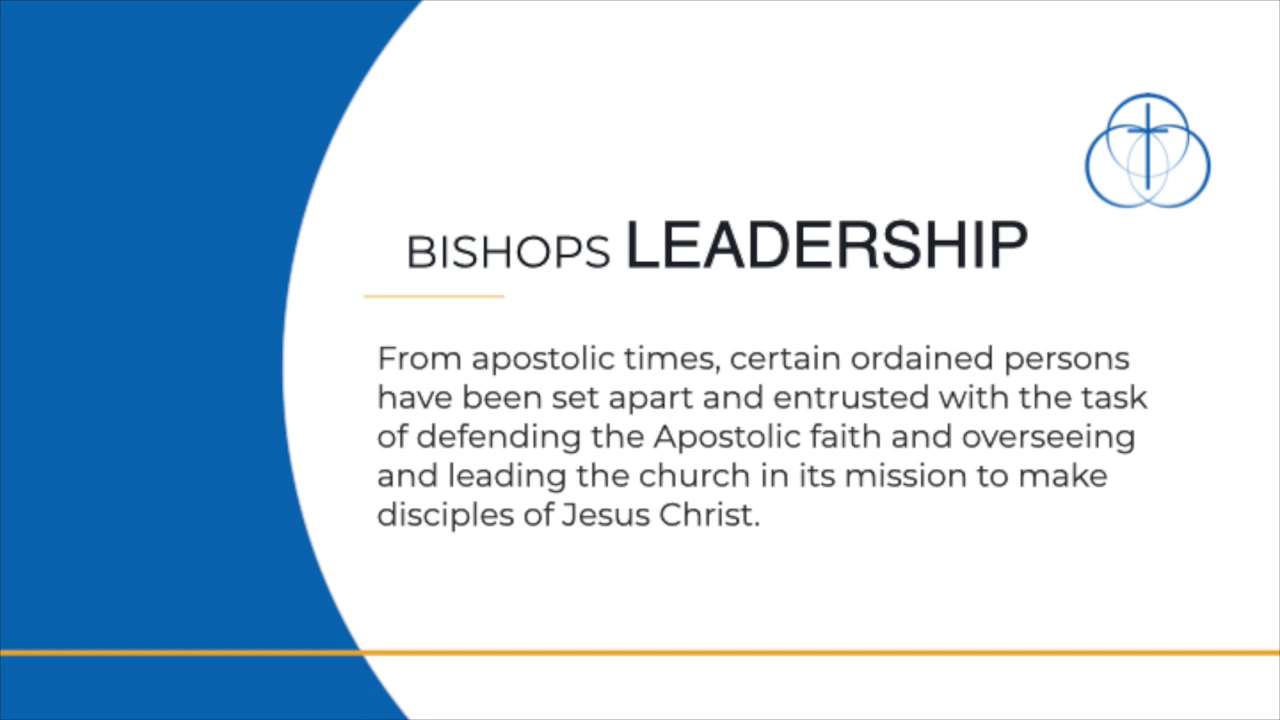 BISHOPS LEADERSHIP
From apostolic times, certain ordained persons
have been set apart and entrusted with the task
of defending the Apostolic faith and overseeing
and leading the church in its mission to make
disciples of Jesus Christ.